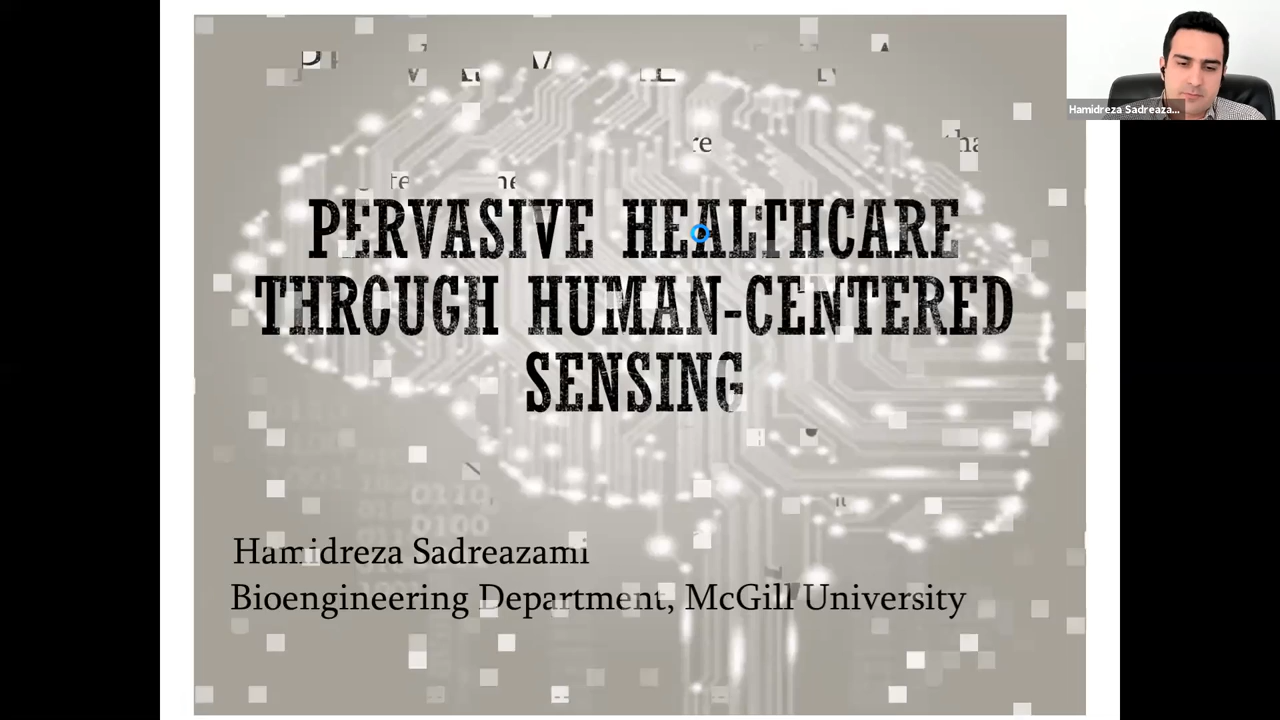 Hamidreza Sadreaza...
PERVASIVE HEALTHCARE
THROUGH HUMAN-CENTERED
SENSING
Hamidreza Sadreazami
Bioengineering Department, McGill University